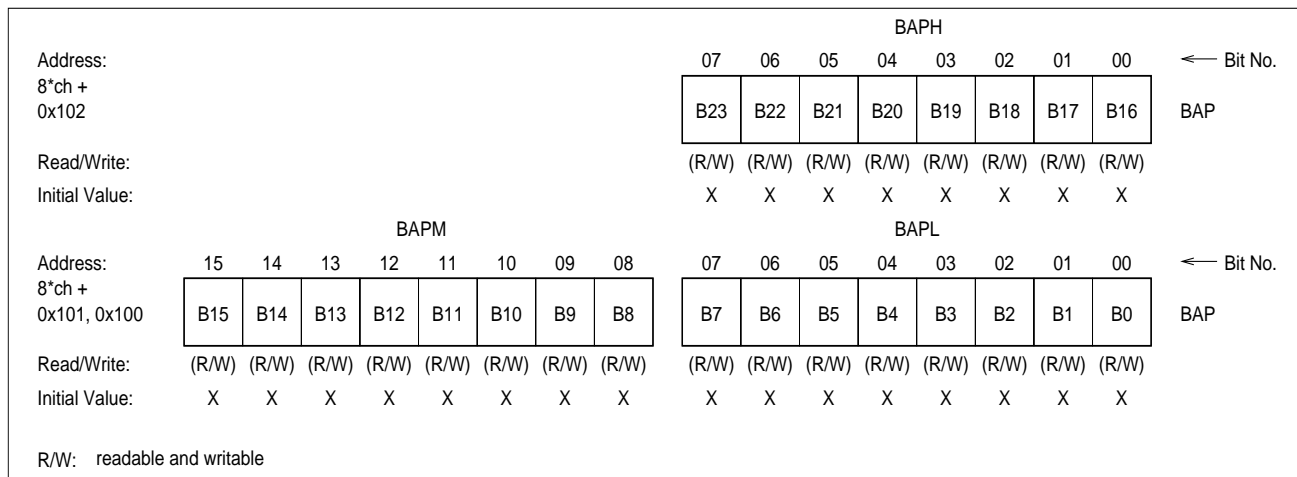 BAPH
Address: 07 06 05 04 03 02 01 00 ← Bit No.
8*ch +
0x102 B23 B22 B21 B20 B19 B18 B17 B16 BAP
Read/Write: (R/W) (R/W) (R/W) (R/W) (R/W) (R/W) (R/W) (R/W)
Initial Value: X X X X X X X X
BAPM BAPL
Address: 15 14 13 12 11 10 09 08 07 06 05 04 03 02 01 00 ← Bit No.
8*ch +
0x101, 0x100 B15 B14 B13 B12 B11 B10 B9 B8 B7 B6 B5 B4 B3 B2 B1 B0 BAP
Read/Write: (R/W) (R/W) (R/W) (R/W) (R/W) (R/W) (R/W) (R/W) (R/W) (R/W) (R/W) (R/W) (R/W) (R/W) (R/W) (R/W)
Initial Value: X X X X X X X X X X X X X X X X
R/W: readable and writable